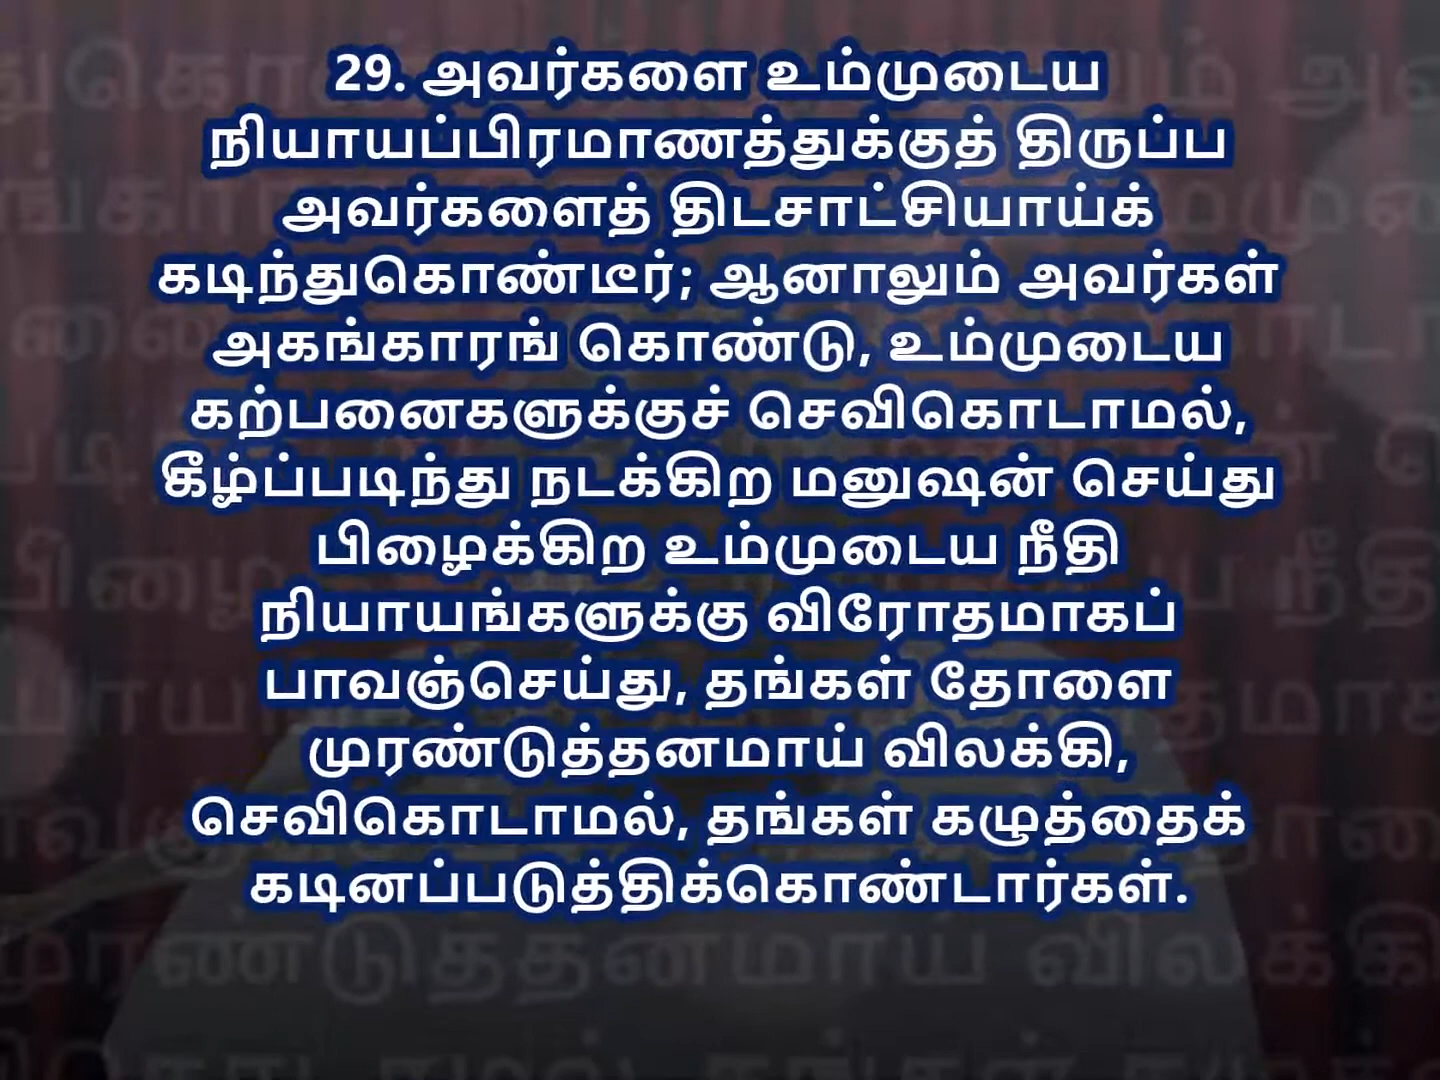 29. அவர்களை உம்முடைய
நியாயப்பிரமாணத்துக்குத் திருப்ப
அவர்களைத் திடசாட்சியாய்க்
கடிந்துகொண்டீர்; ஆனாலும் அவர்கள்
அகங்காரங் கொண்டு, உம்முடைய
கற்பனைகளுக்குச் செவிகொடாமல்,
கீழ்ப்படிந்து நடக்கிற மனுஷன் செய்து
பிழைக்கிற உம்முடைய நீதி
நியாயங்களுக்கு விரோதமாகப்
பாவஞ்செய்து, தங்கள் தோளை
முரண்டுத்தனமாய் விலக்கி,
செவிகொடாமல், தங்கள் கழுத்தைக்
கடினப்படுத்திக்கொண்டார்கள்.